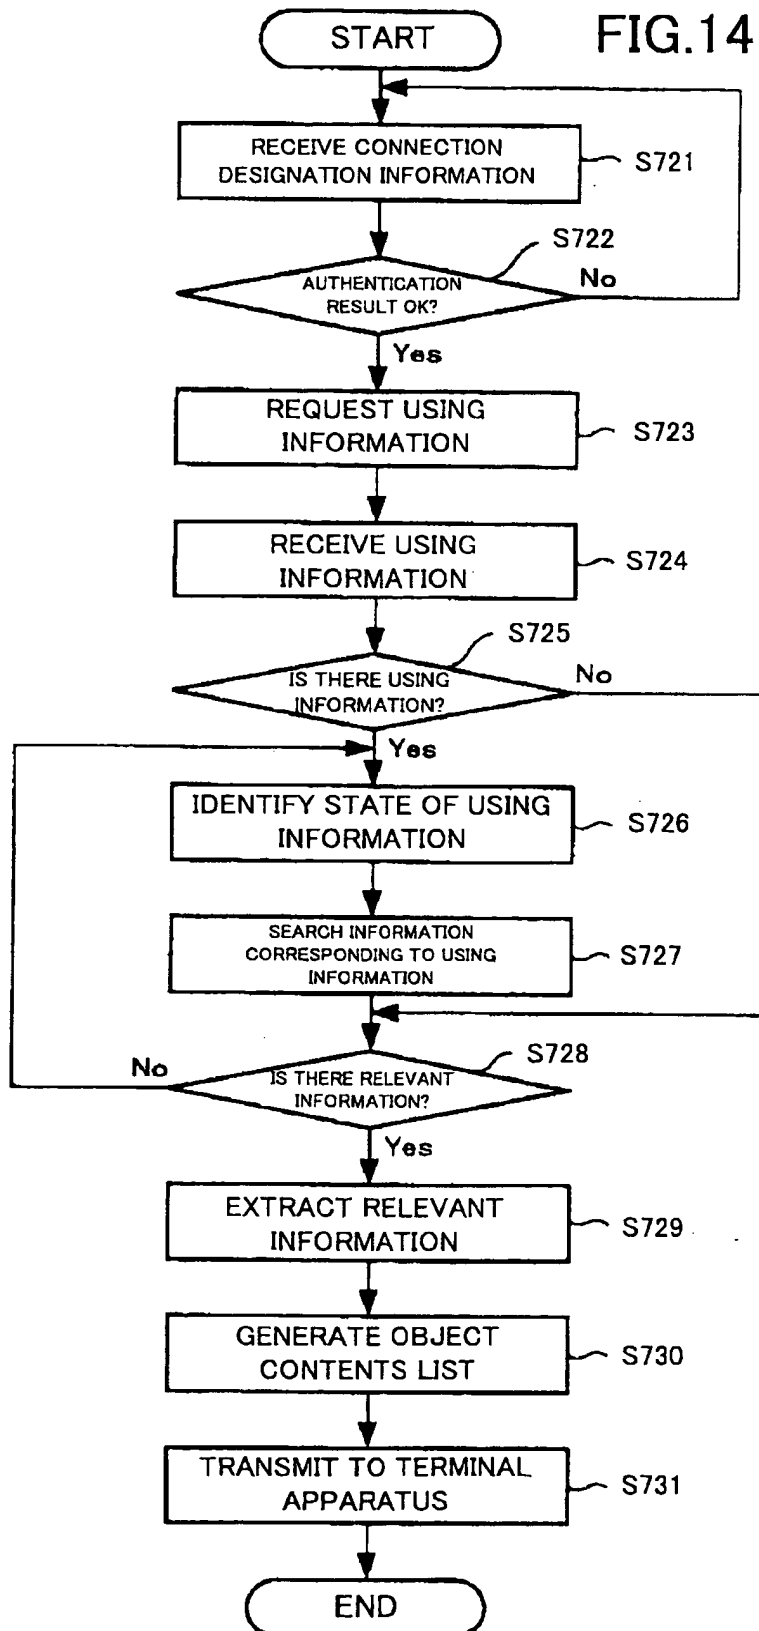 FIG.14
START
RECEIVE CONNECTION
DESIGNATION INFORMATION
S721
S722
AUTHENTICATION
RESULT OK?
No
Yes
REQUEST USING
INFORMATION
S723
RECEIVE USING
INFORMATION
S724
S725
IS THERE USING
INFORMATION?
No
Yes
IDENTIFY STATE OF USING
INFORMATION
S726
SEARCH INFORMATION
CORRESPONDING TO USING
INFORMATION
S727
S728
IS THERE RELEVANT
INFORMATION?
No
Yes
EXTRACT RELEVANT
INFORMATION
S729
GENERATE OBJECT
CONTENTS LIST
S730
TRANSMIT TO TERMINAL
APPARATUS
S731
END